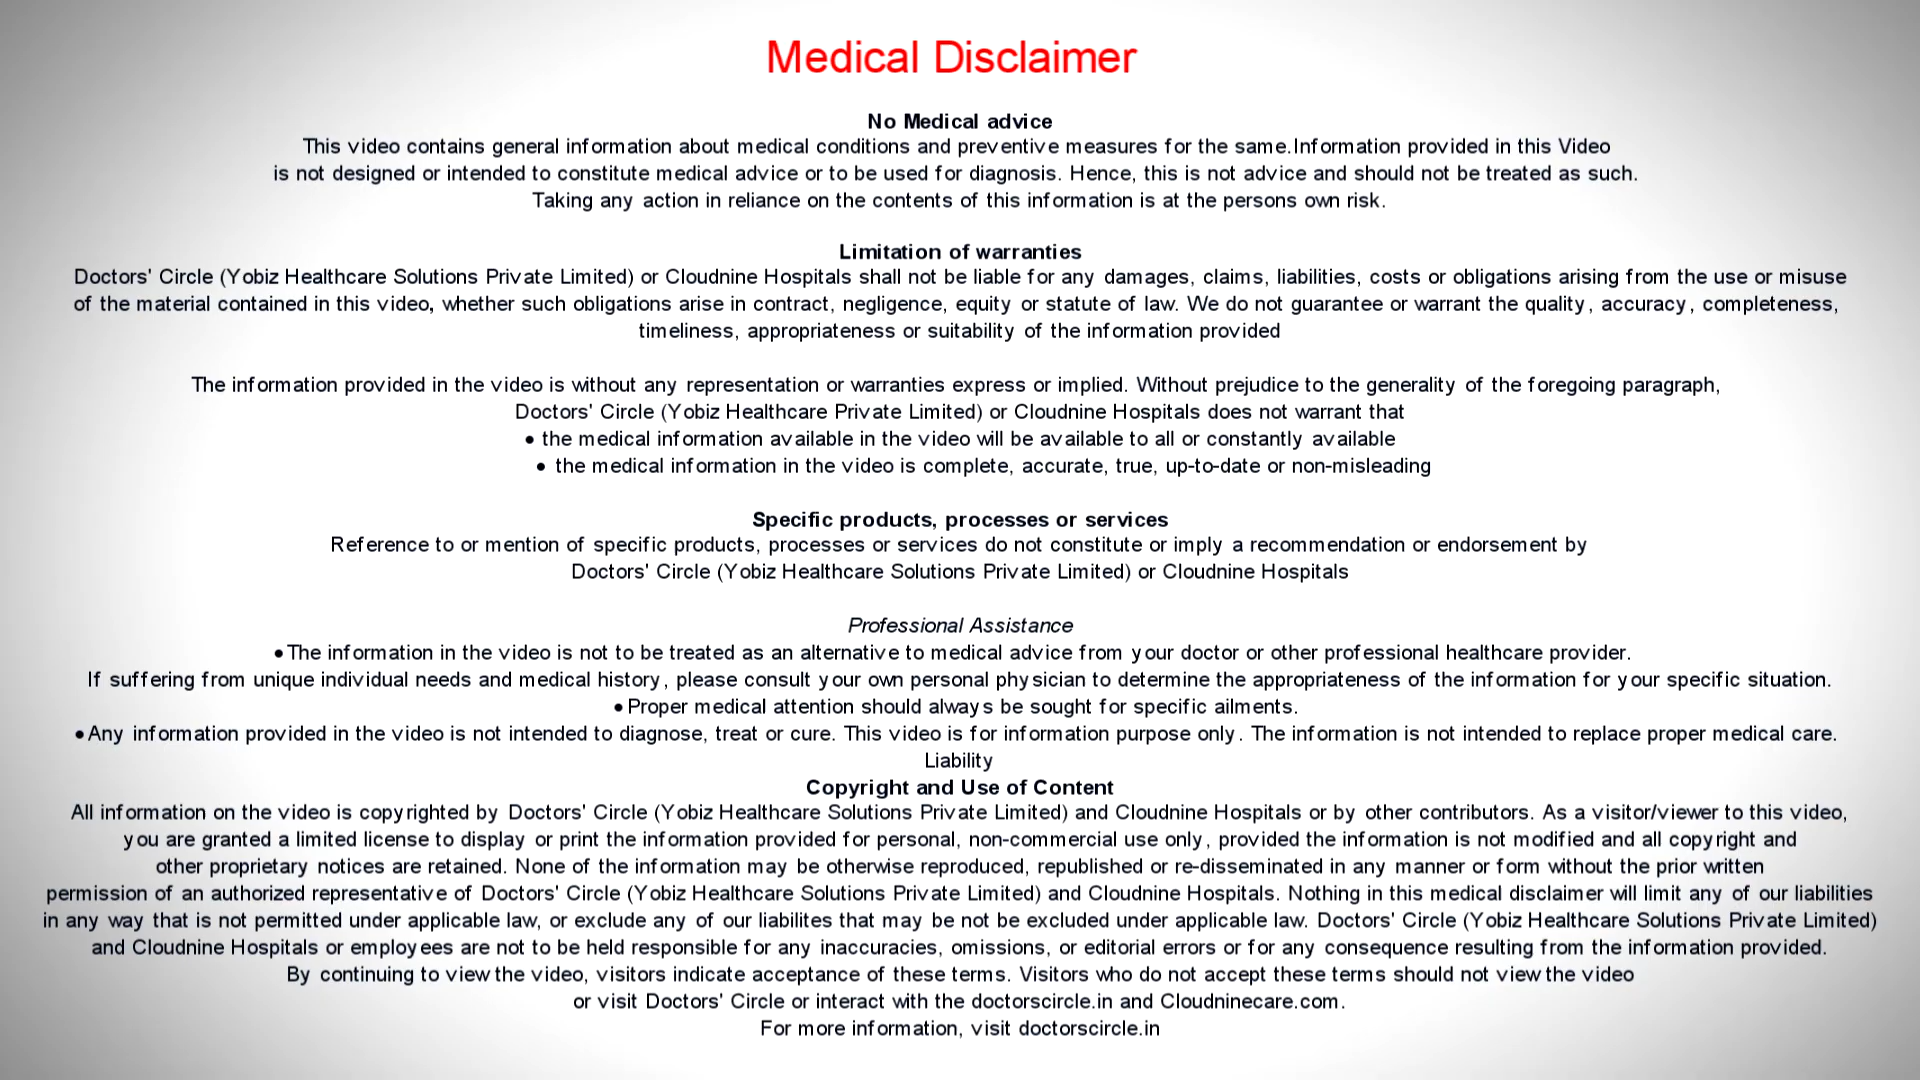 Medical Disclaimer
No Medical advice
This video contains general information about medical conditions and preventive measures for the same.Information provided in this Video
is not designed or intended to constitute medical advice or to be used for diagnosis. Hence, this is not advice and should not be treated as such.
Taking any action in reliance on the contents of this information is at the persons own risk.
Limitation of warranties
Doctors' Circle (Yobiz Healthcare Solutions Private Limited) or Cloudnine Hospitals shall not be liable for any damages, claims, liabilities, costs or obligations arising from the use or misuse
of the material contained in this video, whether such obligations arise in contract, negligence, equity or statute of law. We do not guarantee or warrant the quality, accuracy, completeness,
timeliness, appropriateness or suitability of the information provided
The information provided in the video is without any representation or warranties express or implied. Without prejudice to the generality of the foregoing paragraph,
Doctors' Circle (Yobiz Healthcare Private Limited) or Cloudnine Hospitals does not warrant that
• the medical information available in the video will be available to all or constantly available
• the medical information in the video is complete, accurate, true, up-to-date or non-misleading
Specific products, processes or services
Reference to or mention of specific products, processes or services do not constitute or imply a recommendation or endorsement by
Doctors' Circle (Yobiz Healthcare Solutions Private Limited) or Cloudnine Hospitals
Professional Assistance
•The information in the video is not to be treated as an alternative to medical advice from your doctor or other professional healthcare provider.
If suffering from unique individual needs and medical history, please consult your own personal physician to determine the appropriateness of the information for your specific situation.
•Proper medical attention should always be sought for specific ailments.
•Any information provided in the video is not intended to diagnose, treat or cure. This video is for information purpose only. The information is not intended to replace proper medical care.
Liability
Copyright and Use of Content
All information on the video is copyrighted by Doctors' Circle (Yobiz Healthcare Solutions Private Limited) and Cloudnine Hospitals or by other contributors. As a visitor/viewer to this video,
you are granted a limited license to display or print the information provided for personal, non-commercial use only, provided the information is not modified and all copyright and
other proprietary notices are retained. None of the information may be otherwise reproduced, republished or re-disseminated in any manner or form without the prior written
permission of an authorized representative of Doctors' Circle (Yobiz Healthcare Solutions Private Limited) and Cloudnine Hospitals. Nothing in this medical disclaimer will limit any of our liabilities
in any way that is not permitted under applicable law, or exclude any of our liabilites that may be not be excluded under applicable law. Doctors' Circle (Yobiz Healthcare Solutions Private Limited)
and Cloudnine Hospitals or employees are not to be held responsible for any inaccuracies, omissions, or editorial errors or for any consequence resulting from the information provided.
By continuing to view the video, visitors indicate acceptance of these terms. Visitors who do not accept these terms should not view the video
or visit Doctors' Circle or interact with the doctorscircle.in and Cloudninecare.com.
For more information, visit doctorscircle.in